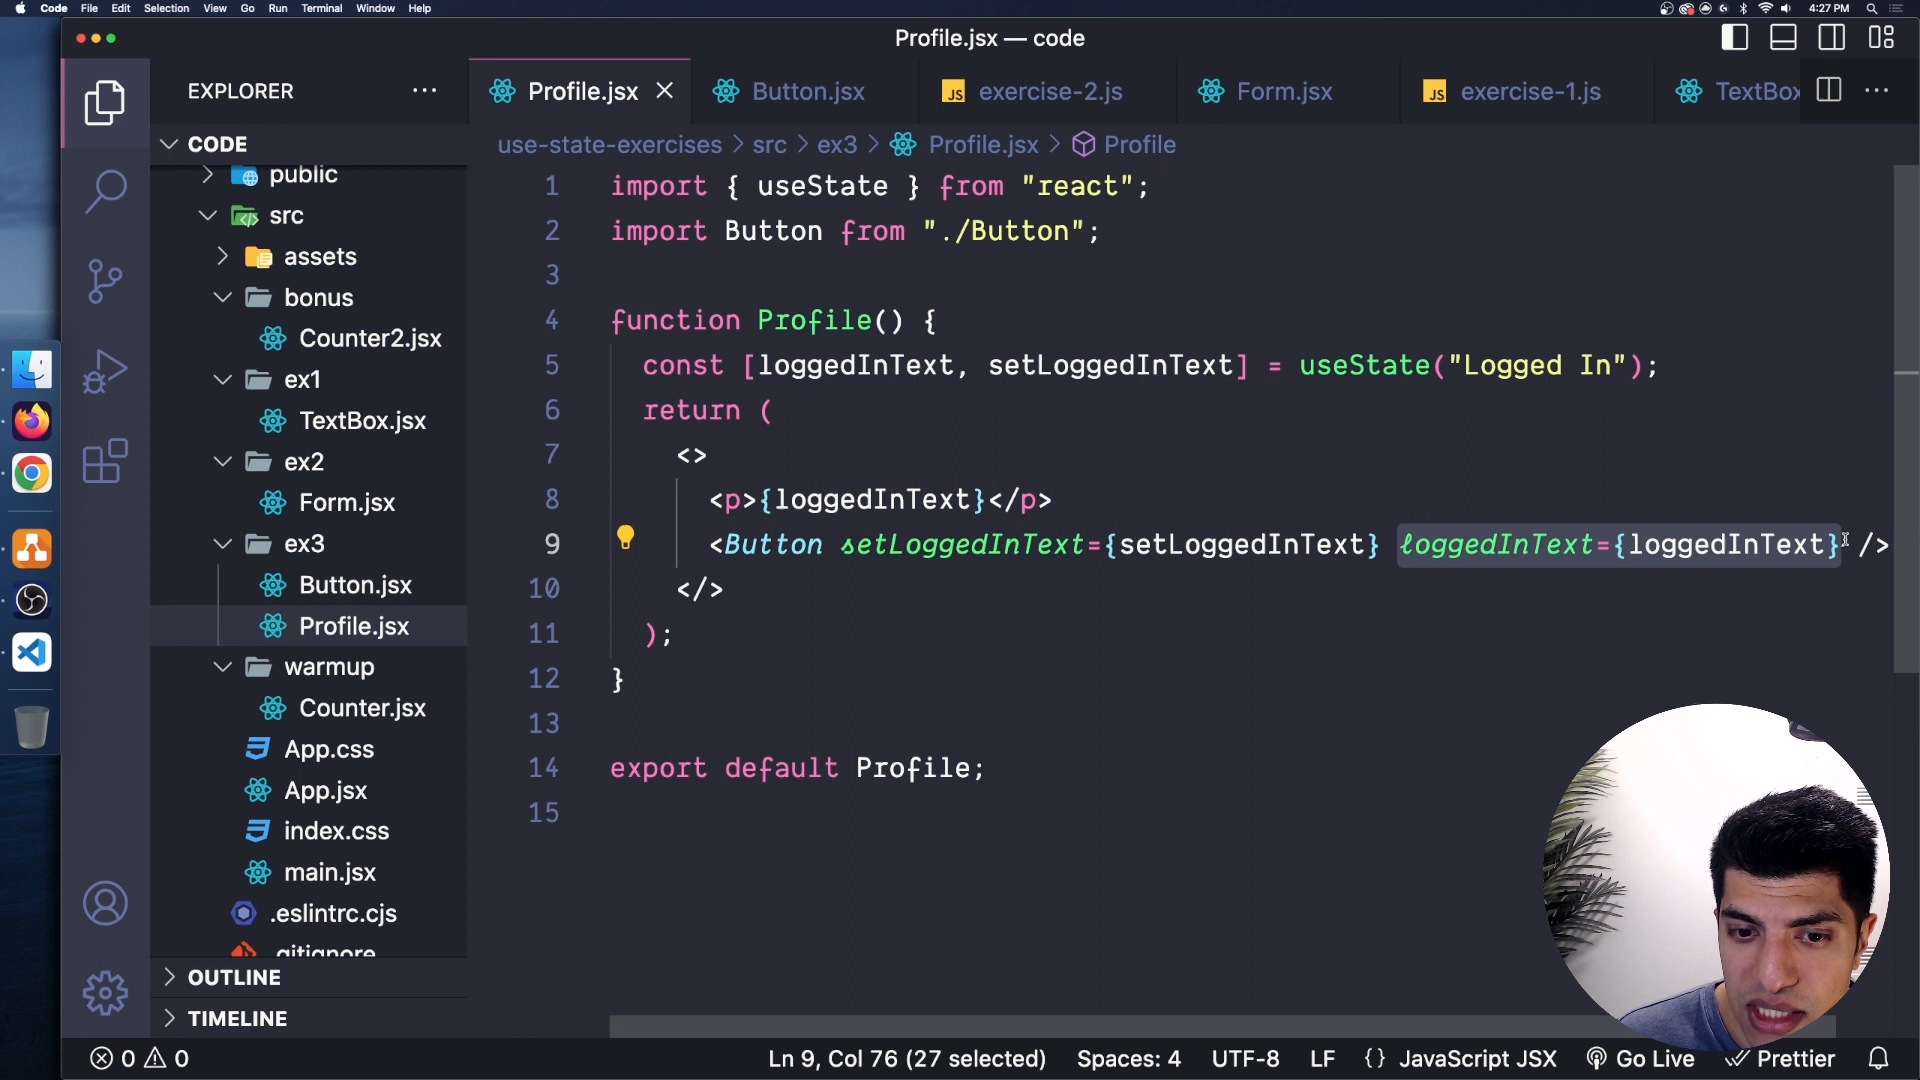 Code File Edit Selection View Go Run Terminal Window Help 4:27 PM
Profile.jsx — code
EXPLORER
Profile.jsx Button.jsx exercise-2.js Form.jsx exercise-1.js TextBox
CODE
use-state-exercises > src > ex3 > Profile.jsx > Profile
public
src
assets
bonus
Counter2.jsx
ex1
TextBox.jsx
ex2
Form.jsx
ex3
Button.jsx
Profile.jsx
warmup
Counter.jsx
App.css
App.jsx
index.css
main.jsx
.eslintrc.cjs
.gitignore
OUTLINE
TIMELINE
1 import { useState } from "react";
2 import Button from "./Button";
3
4 function Profile() {
5 const [loggedInText, setLoggedInText] = useState("Logged In");
6 return (
7 <>
8 <p>{loggedInText}</p>
9 <Button setLoggedInText={setLoggedInText} loggedInText={loggedInText} />
10 </>
11 );
12 }
13
14 export default Profile;
15
0 0 Ln 9, Col 76 (27 selected) Spaces: 4 UTF-8 LF {} JavaScript JSX Go Live Prettier